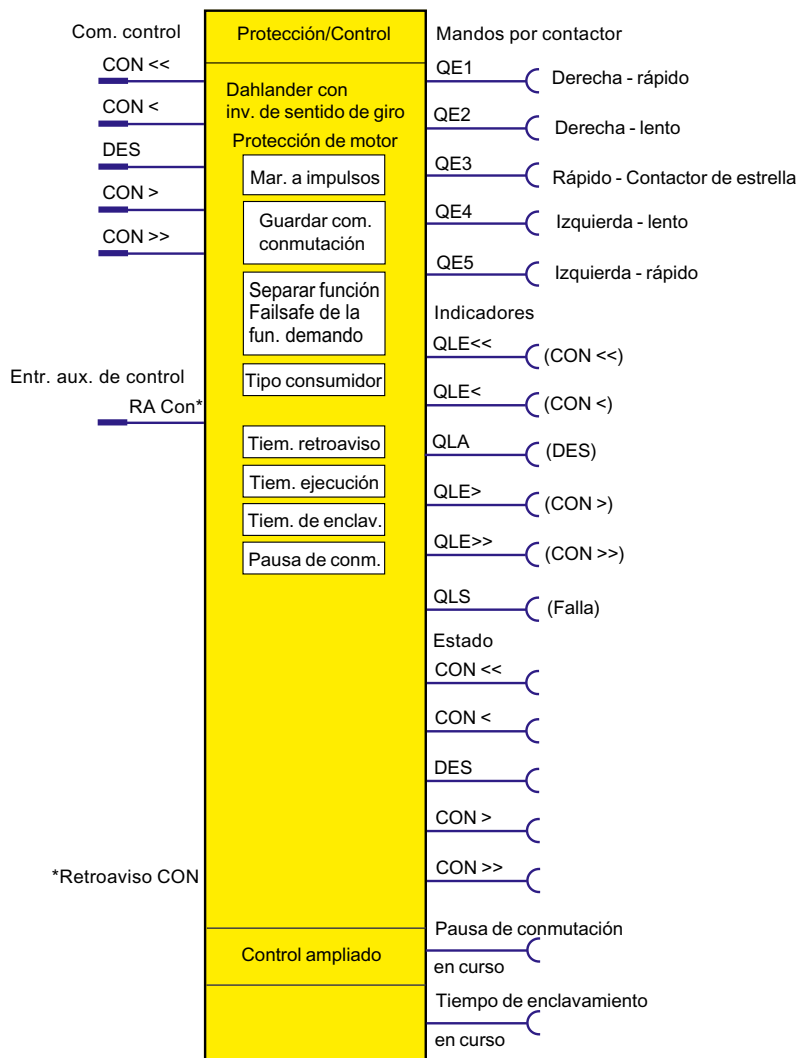 Com. control
CON <<
CON <
DES
CON >
CON >>
Entr. aux. de control
RA Con*
*Retroaviso CON
Protección/Control
Dahlander con
inv. de sentido de giro
Protección de motor
Mar. a impulsos
Guardar com.
conmutación
Separar función
Failsafe de la
fun. demando
Tipo consumidor
Tiem. retroaviso
Tiem. ejecución
Tiem. de enclav.
Pausa de conm.
Control ampliado
Mandos por contactor
QE1 Derecha - rápido
QE2 Derecha - lento
QE3 Rápido - Contactor de estrella
QE4 Izquierda - lento
QE5 Izquierda - rápido
Indicadores
QLE<< (CON <<)
QLE< (CON <)
QLA (DES)
QLE> (CON >)
QLE>> (CON >>)
QLS (Falla)
Estado
CON <<
CON <
DES
CON >
CON >>
Pausa de conmutación
en curso
Tiempo de enclavamiento
en curso